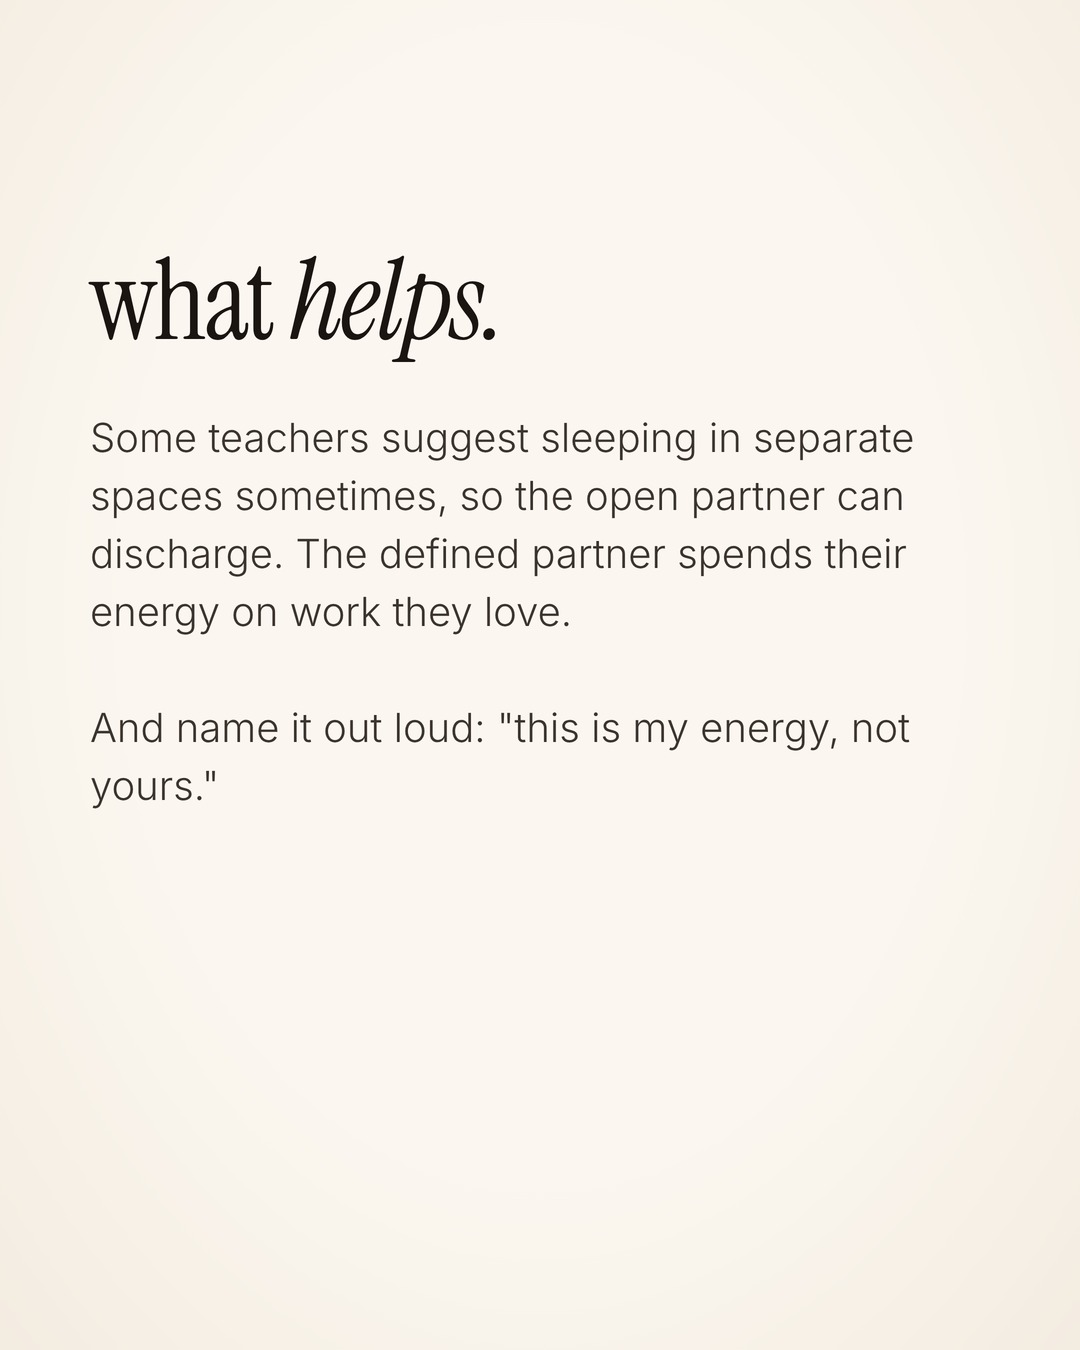 what helps.
Some teachers suggest sleeping in separate
spaces sometimes, so the open partner can
discharge. The defined partner spends their
energy on work they love.
And name it out loud: "this is my energy, not
yours."